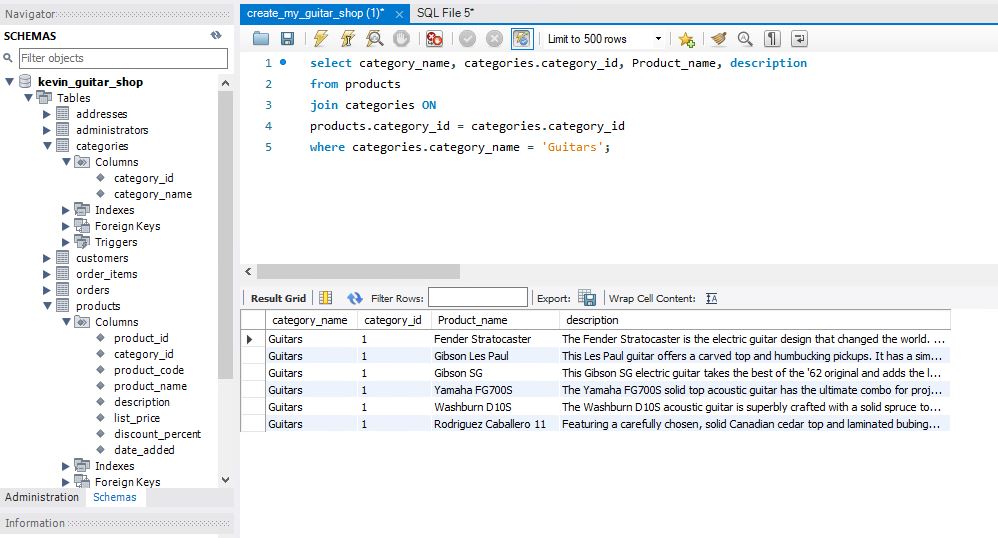 Navigator
SCHEMAS
Filter objects
kevin_guitar_shop
Tables
addresses
administrators
categories
Columns
category_id
category_name
Indexes
Foreign Keys
Triggers
customers
order_items
orders
products
Columns
product_id
category_id
product_code
product_name
description
list_price
discount_percent
date_added
Indexes
Foreign Keys
Administration Schemas
Information
create_my_guitar_shop (1)* SQL File 5*
Limit to 500 rows
1 select category_name, categories.category_id, Product_name, description
2 from products
3 join categories ON
4 products.category_id = categories.category_id
5 where categories.category_name = 'Guitars';
Result Grid Filter Rows: Export: Wrap Cell Content: IA
category_name category_id Product_name description
Guitars 1 Fender Stratocaster The Fender Stratocaster is the electric guitar design that changed the world. ...
Guitars 1 Gibson Les Paul This Les Paul guitar offers a carved top and humbucking pickups. It has a sim...
Guitars 1 Gibson SG This Gibson SG electric guitar takes the best of the '62 original and adds the l...
Guitars 1 Yamaha FG700S The Yamaha FG700S solid top acoustic guitar has the ultimate combo for proj...
Guitars 1 Washburn D10S The Washburn D10S acoustic guitar is superbly crafted with a solid spruce to...
Guitars 1 Rodriguez Caballero 11 Featuring a carefully chosen, solid Canadian cedar top and laminated bubing...